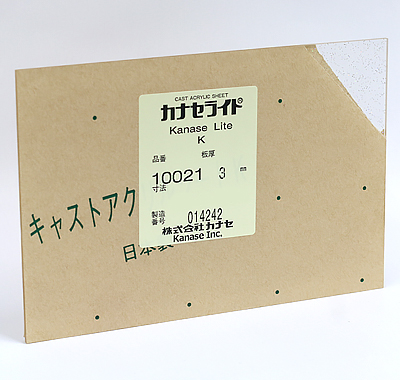 CAST ACRYLIC SHEET
カナセライト゛
Kanase Lite
K
品番 板厚
10021 3 mm
寸法
製造
番号 014242
株式会社カナセ
Kanase Inc.
キャストアク
日本製